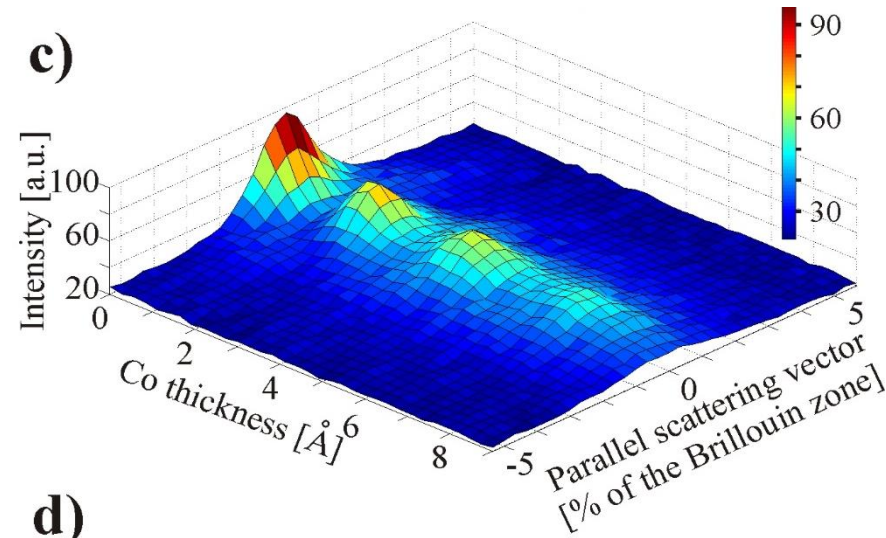 c)
90
60
30
Intensity [a.u.]
100
60
20
0
2
4
6
8
Co thickness [Å]
-5
0
5
Parallel scattering vector
[% of the Brillouin zone]
d)